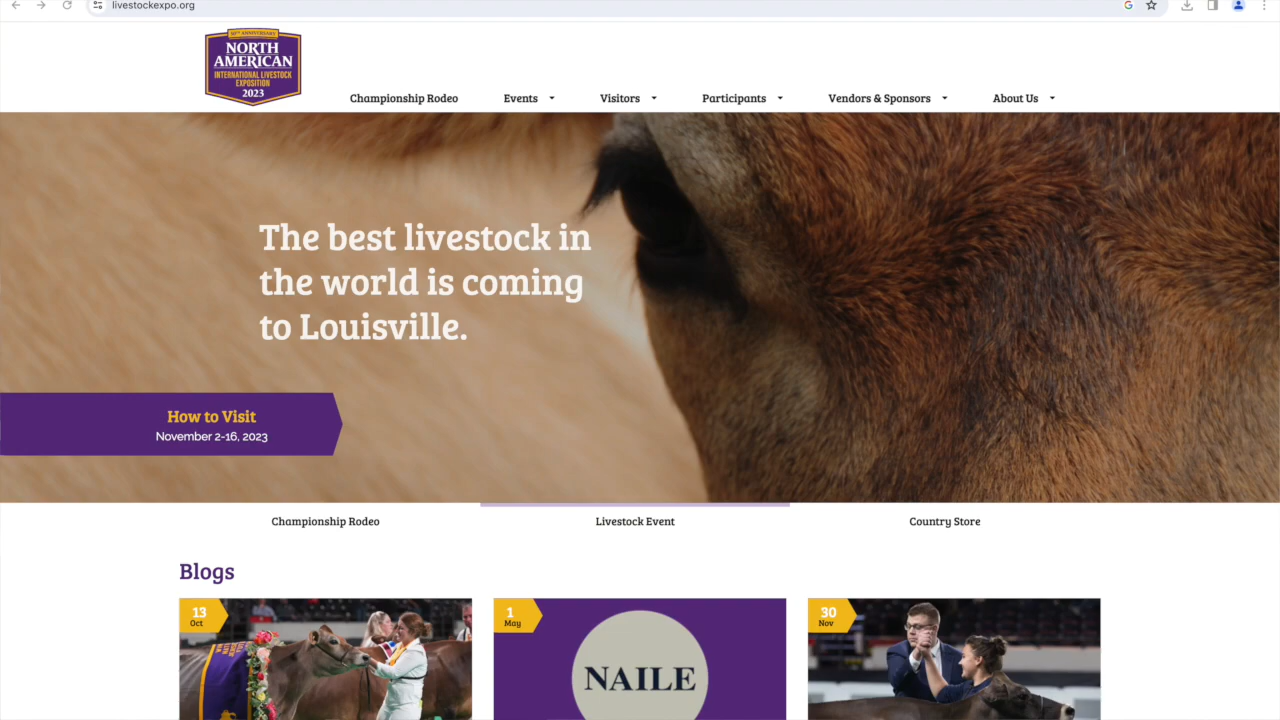 livestockexpo.org
50TH ANNIVERSARY
NORTH
AMERICAN
INTERNATIONAL LIVESTOCK
EXPOSITION
2023
Championship Rodeo
Events
Visitors
Participants
Vendors & Sponsors
About Us
The best livestock in
the world is coming
to Louisville.
How to Visit
November 2-16, 2023
Championship Rodeo
Livestock Event
Country Store
Blogs
13
Oct
1
May
NAILE
30
Nov